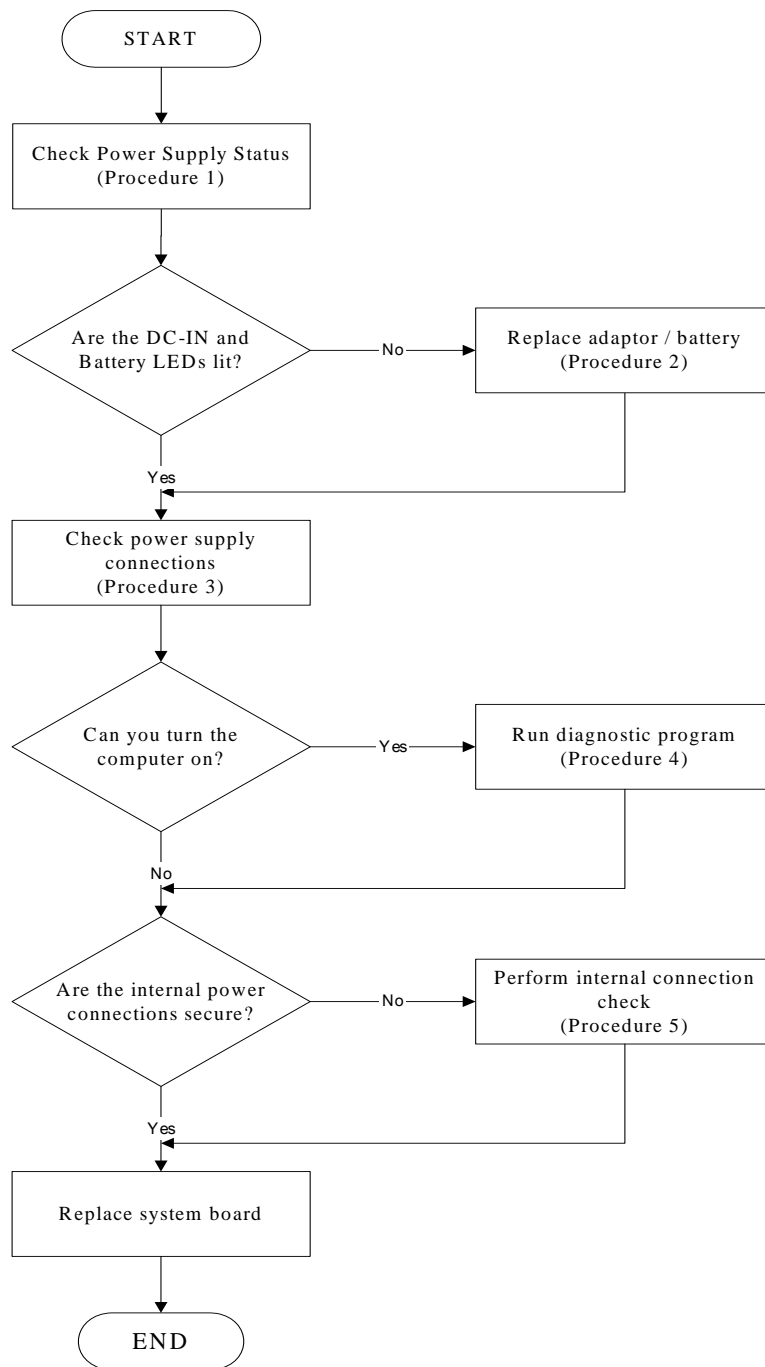 START
Check Power Supply Status
(Procedure 1)
Are the DC-IN and
Battery LEDs lit?
No
Replace adaptor / battery
(Procedure 2)
Yes
Check power supply
connections
(Procedure 3)
Can you turn the
computer on?
Yes
Run diagnostic program
(Procedure 4)
No
Are the internal power
connections secure?
No
Perform internal connection
check
(Procedure 5)
Yes
Replace system board
END